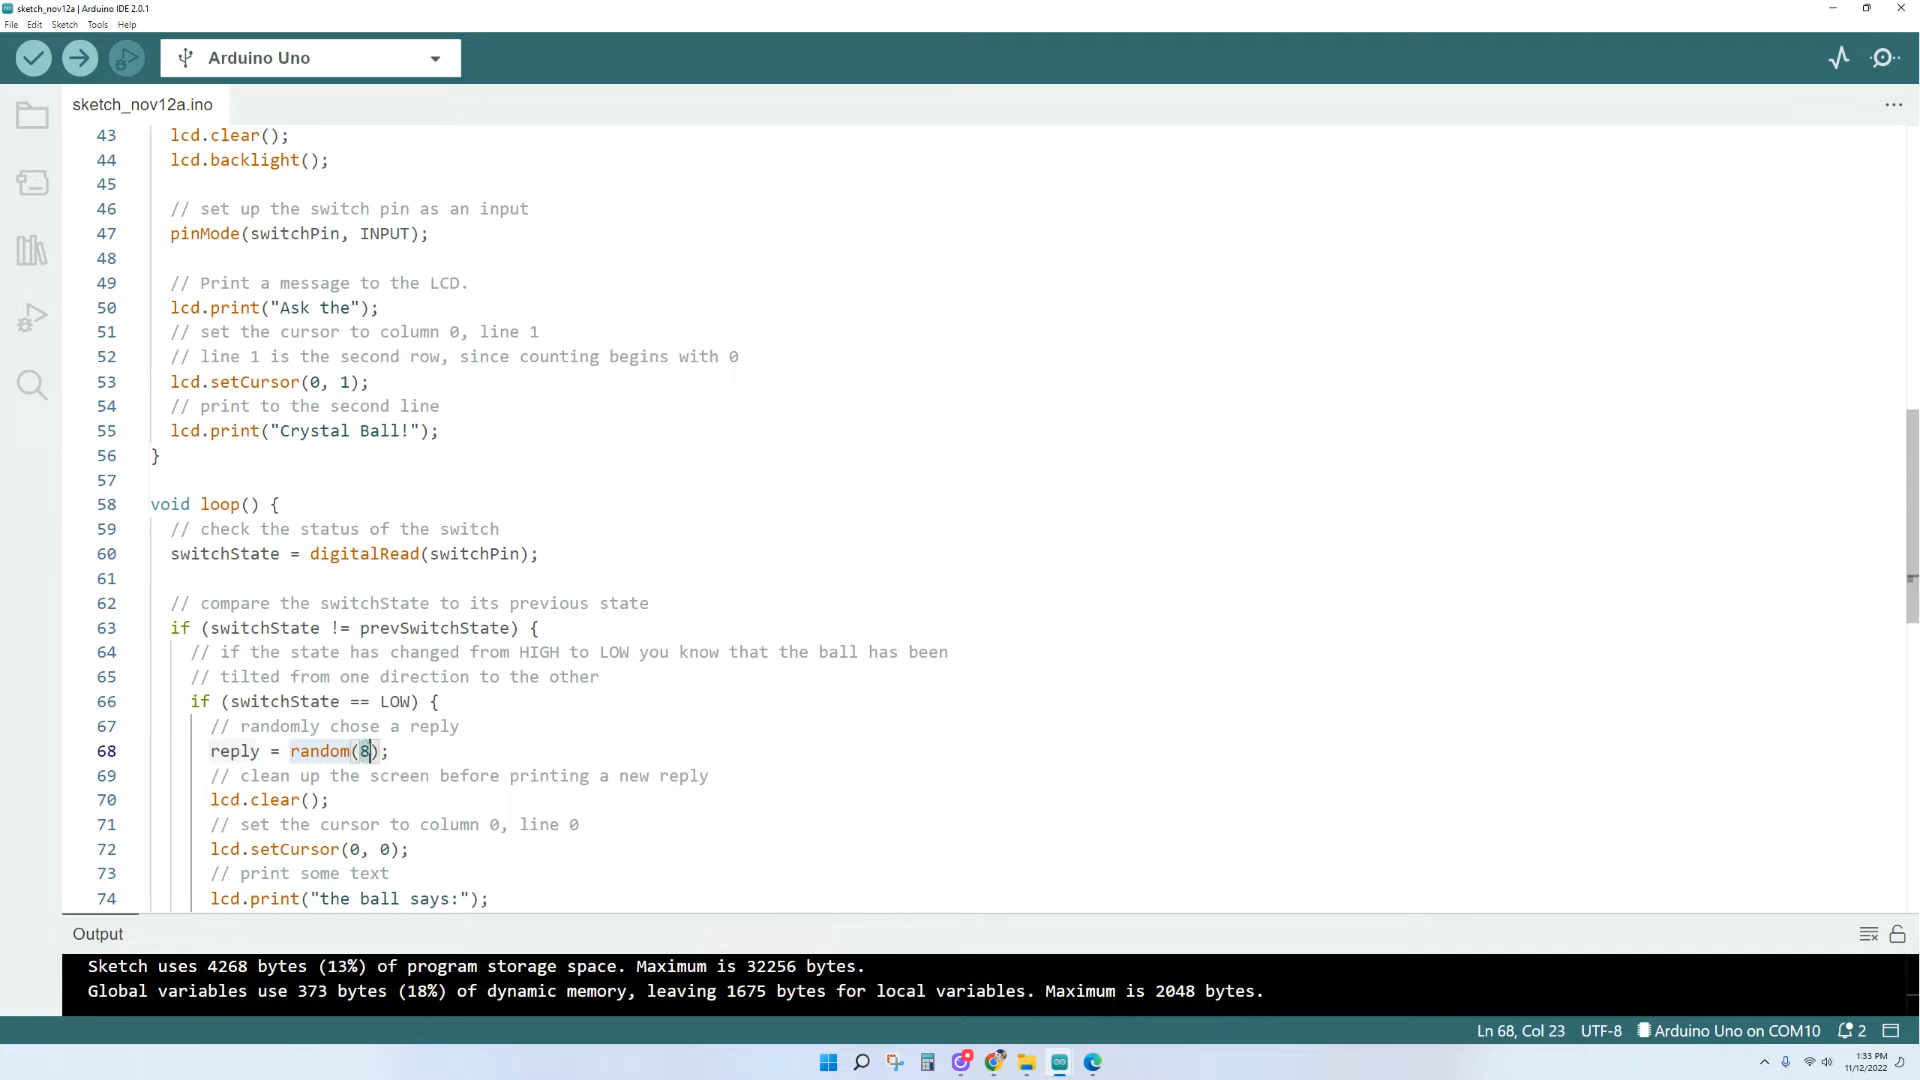 sketch_nov12a | Arduino IDE 2.0.1
File Edit Sketch Tools Help
Arduino Uno
sketch_nov12a.ino
43 lcd.clear();
44 lcd.backlight();
45
46 // set up the switch pin as an input
47 pinMode(switchPin, INPUT);
48
49 // Print a message to the LCD.
50 lcd.print("Ask the");
51 // set the cursor to column 0, line 1
52 // line 1 is the second row, since counting begins with 0
53 lcd.setCursor(0, 1);
54 // print to the second line
55 lcd.print("Crystal Ball!");
56 }
57
58 void loop() {
59 // check the status of the switch
60 switchState = digitalRead(switchPin);
61
62 // compare the switchState to its previous state
63 if (switchState != prevSwitchState) {
64 // if the state has changed from HIGH to LOW you know that the ball has been
65 // tilted from one direction to the other
66 if (switchState == LOW) {
67 // randomly chose a reply
68 reply = random(8);
69 // clean up the screen before printing a new reply
70 lcd.clear();
71 // set the cursor to column 0, line 0
72 lcd.setCursor(0, 0);
73 // print some text
74 lcd.print("the ball says:");
Output
Sketch uses 4268 bytes (13%) of program storage space. Maximum is 32256 bytes.
Global variables use 373 bytes (18%) of dynamic memory, leaving 1675 bytes for local variables. Maximum is 2048 bytes.
Ln 68, Col 23 UTF-8 Arduino Uno on COM10 2
1:33 PM
11/12/2022